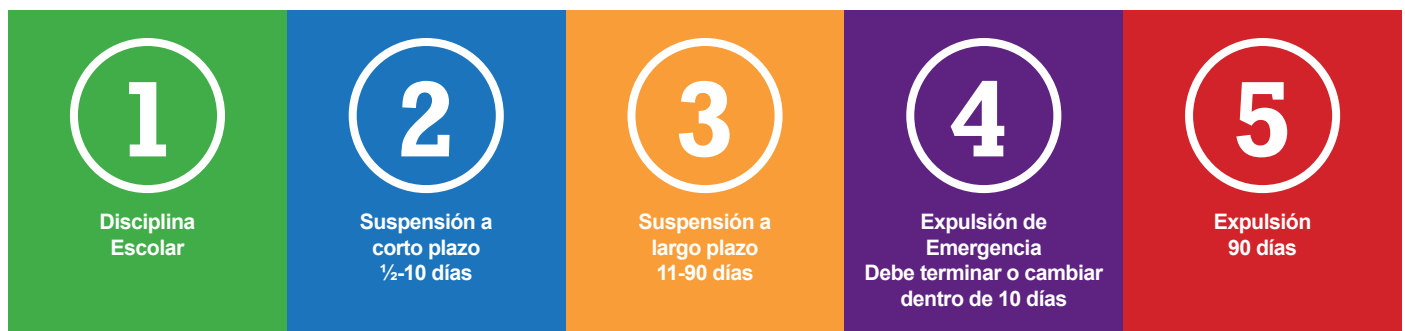 1
Disciplina
Escolar
2
Suspensión a
corto plazo
½-10 días
3
Suspensión a
largo plazo
11-90 días
4
Expulsión de
Emergencia
Debe terminar o cambiar
dentro de 10 días
5
Expulsión
90 días